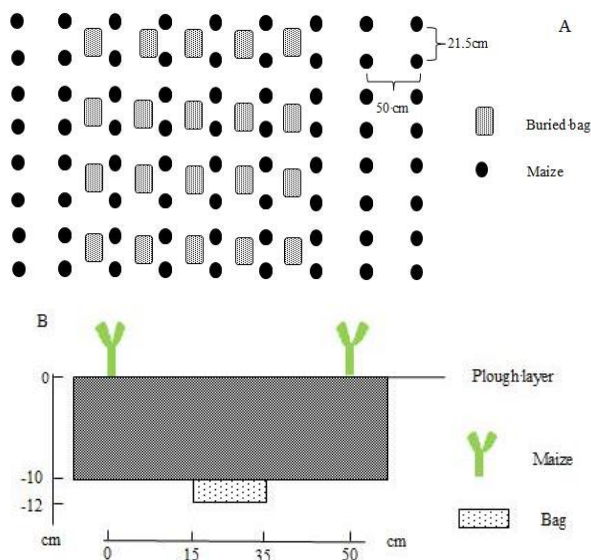 A
21.5cm
50·cm
Buried·bag
Maize
B
0
Plough·layer
-10
Maize
-12
Bag
cm
0 15 35 50 cm